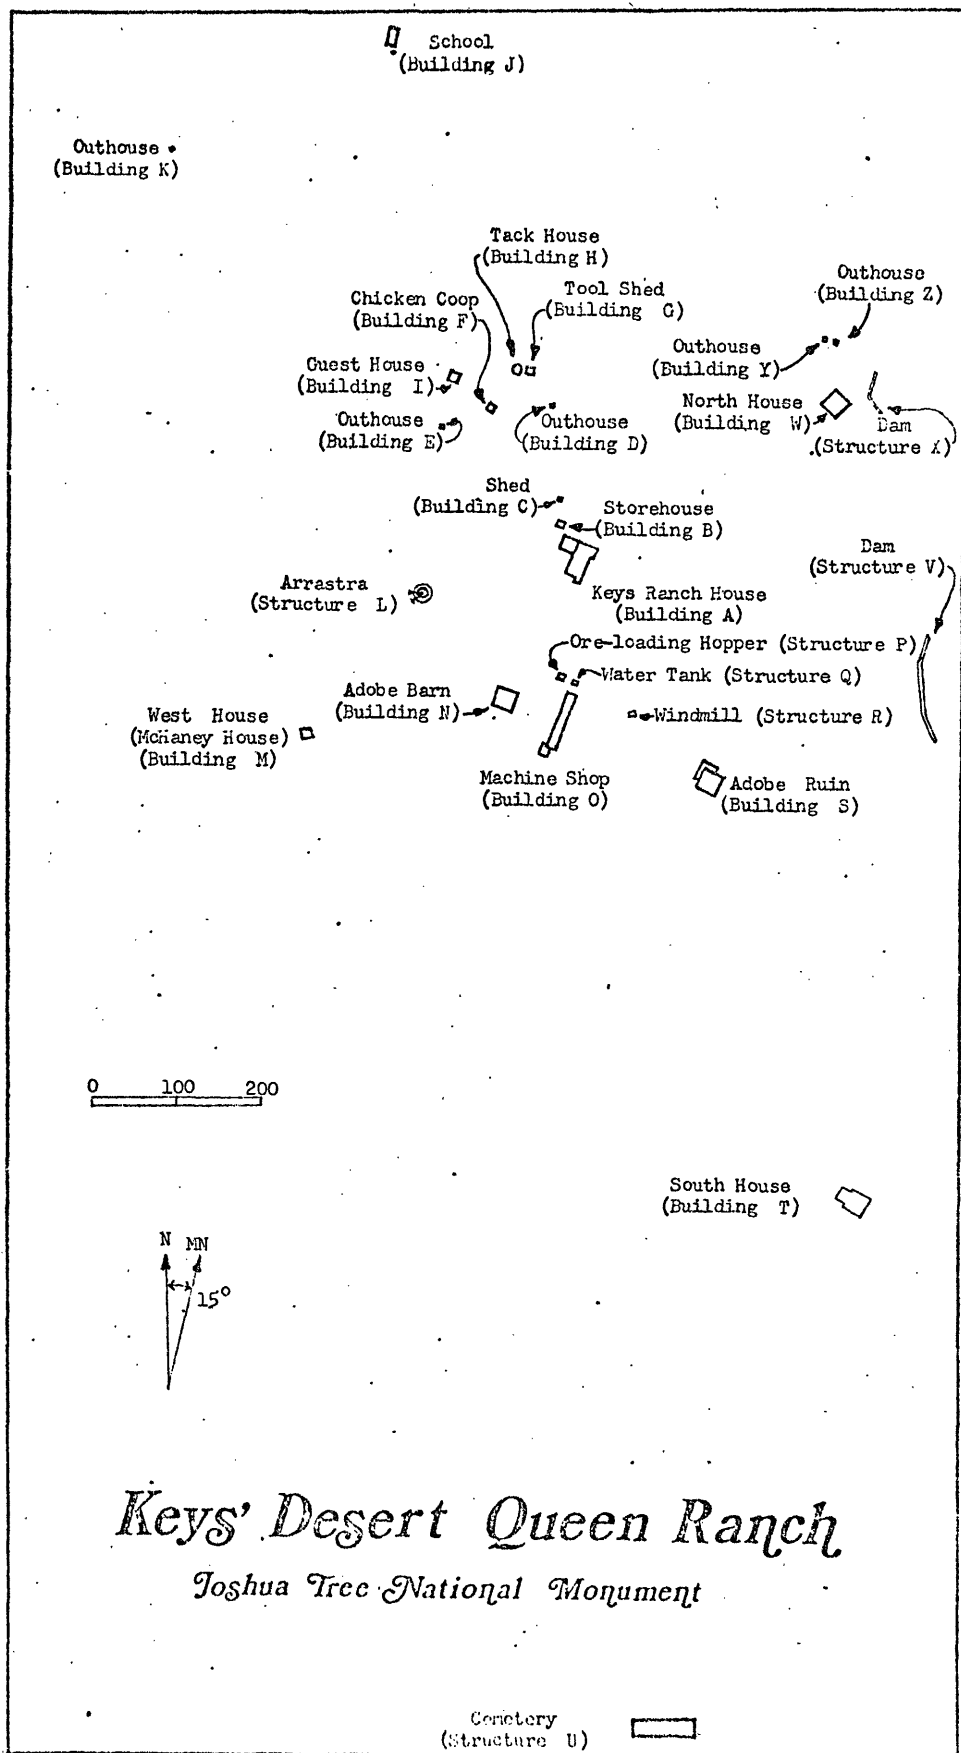 School
(Building J)
Outhouse
(Building K)
Tack House
(Building H)
Tool Shed
(Building G)
Outhouse
(Building Z)
Chicken Coop
(Building F)
Outhouse
(Building Y)
Guest House
(Building I)
North House
(Building W)
Dam
(Structure X)
Outhouse
(Building E)
Outhouse
(Building D)
Shed
(Building C)
Storehouse
(Building B)
Dam
(Structure V)
Arrastra
(Structure L)
Keys Ranch House
(Building A)
Ore-loading Hopper (Structure P)
Water Tank (Structure Q)
Adobe Barn
(Building N)
West House
(McHaney House)
(Building M)
Windmill (Structure R)
Machine Shop
(Building O)
Adobe Ruin
(Building S)
0 100 200
South House
(Building T)
N MN
15°
Keys' Desert Queen Ranch
Joshua Tree National Monument
Cemetery
(Structure U)